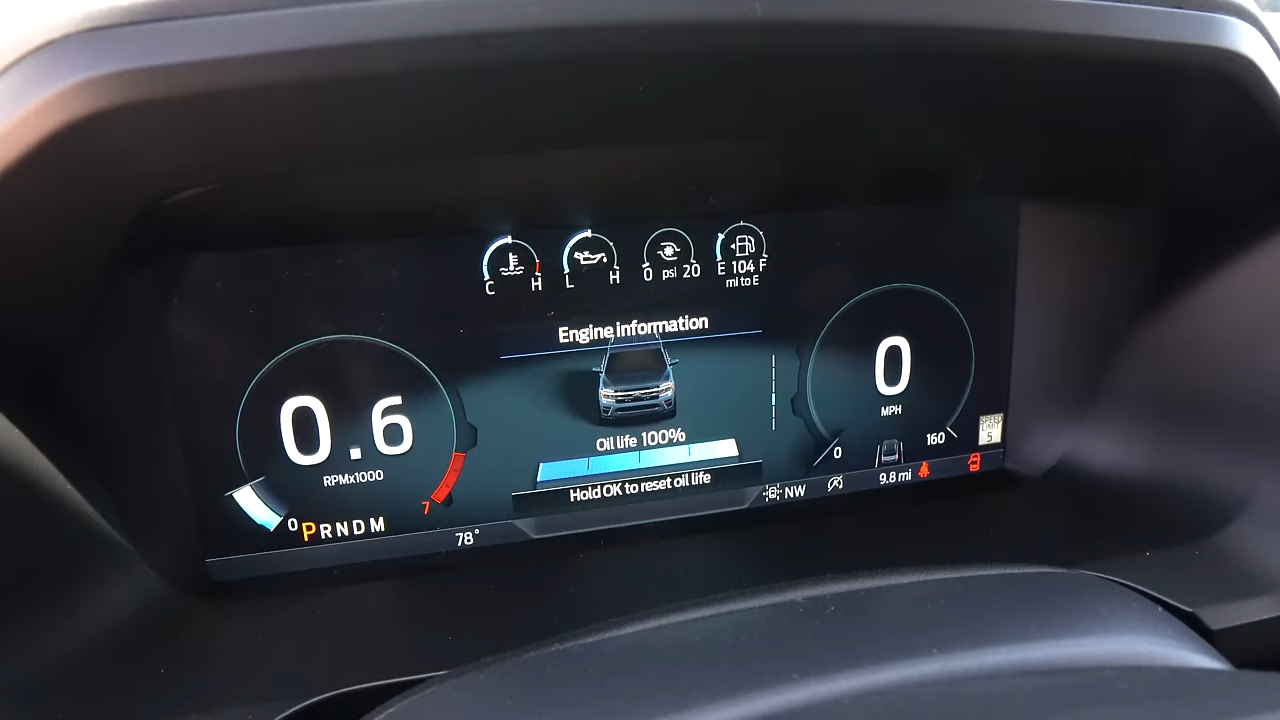 C H
L H
0 psi 20
E 104 F
mi to E
Engine information
0.6
RPMx1000
0
7
PRNDM
78°
Oil life 100%
Hold OK to reset oil life
0
MPH
0
160
SPEED
LIMIT
5
NW
9.8 mi